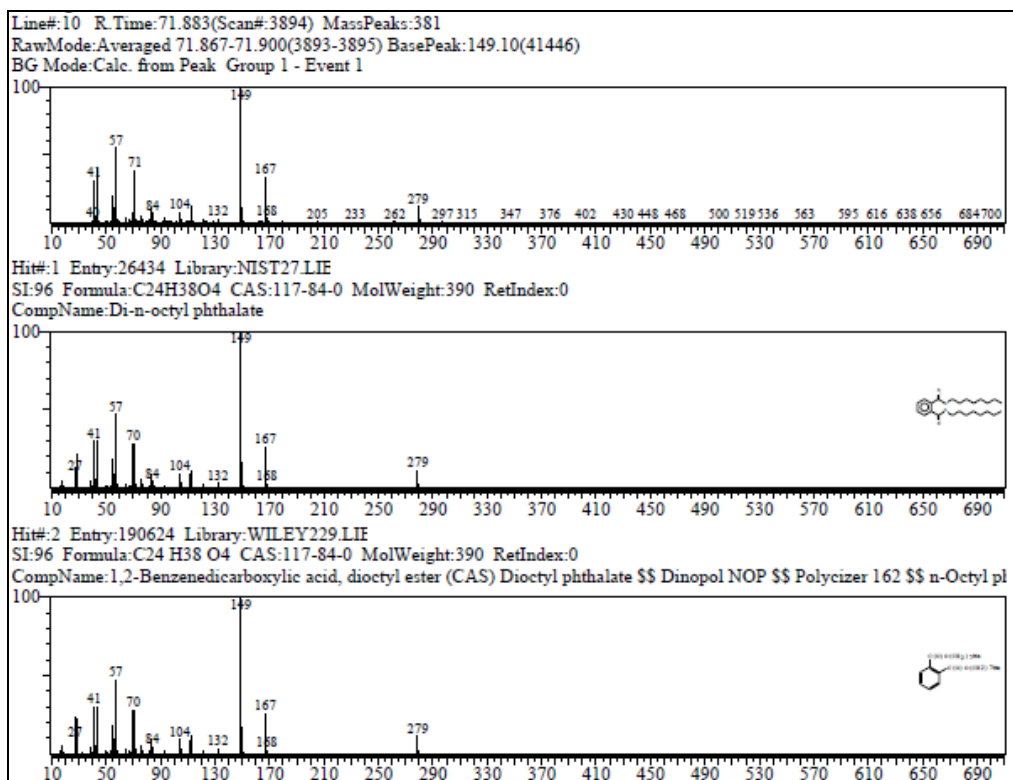 Line#:10 R.Time:71.883(Scan#:3894) MassPeaks:381
RawMode:Averaged 71.867-71.900(3893-3895) BasePeak:149.10(41446)
BG Mode:Calc. from Peak Group 1 - Event 1
100
149
57
71
41
167
279
40 84 104 132 168 205 233 262 297 315 347 376 402 430 448 468 500 519 536 563 595 616 638 656 684 700
10 50 90 130 170 210 250 290 330 370 410 450 490 530 570 610 650 690
Hit#:1 Entry:26434 Library:NIST27.LIE
SI:96 Formula:C24H38O4 CAS:117-84-0 MolWeight:390 RetIndex:0
CompName:Di-n-octyl phthalate
100
149
57
41 70
167
27 84 104 132 168 279
10 50 90 130 170 210 250 290 330 370 410 450 490 530 570 610 650 690
Hit#:2 Entry:190624 Library:WILEY229.LIE
SI:96 Formula:C24 H38 O4 CAS:117-84-0 MolWeight:390 RetIndex:0
CompName:1,2-Benzenedicarboxylic acid, dioctyl ester (CAS) Dioctyl phthalate $$ Dinopol NOP $$ Polycizer 162 $$ n-Octyl pl
100
149
57
41 70
167
27 84 104 132 168 279
10 50 90 130 170 210 250 290 330 370 410 450 490 530 570 610 650 690